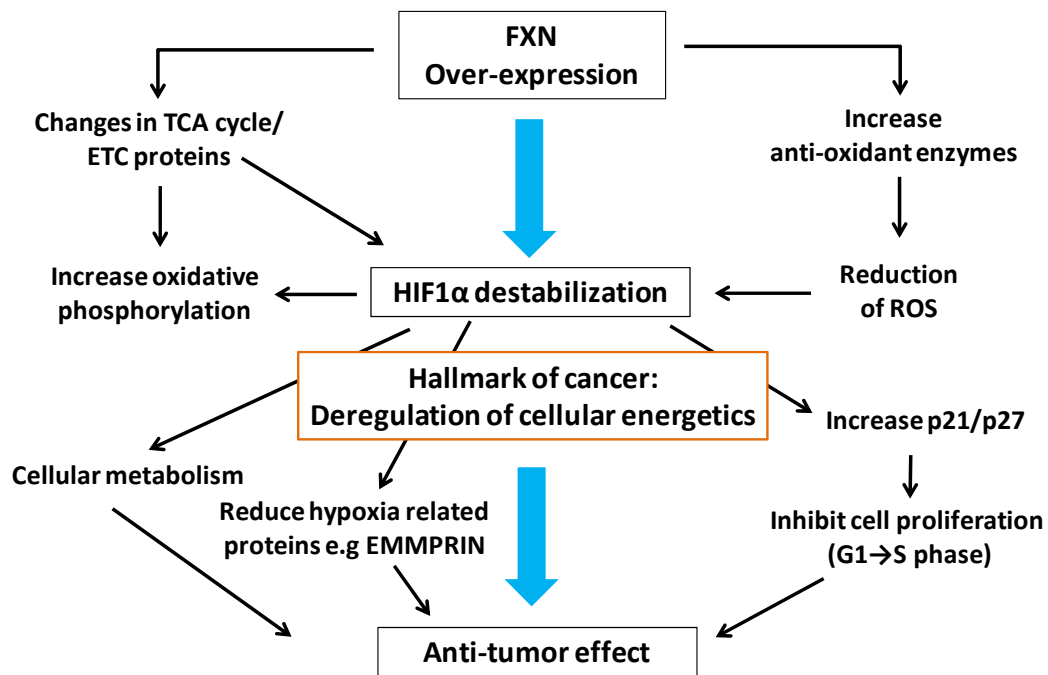 FXN
Over-expression
Changes in TCA cycle/
ETC proteins
Increase
anti-oxidant enzymes
Increase oxidative
phosphorylation
HIF1α destabilization
Reduction
of ROS
Hallmark of cancer:
Deregulation of cellular energetics
Increase p21/p27
Cellular metabolism
Reduce hypoxia related
proteins e.g EMMPRIN
Inhibit cell proliferation
(G1→S phase)
Anti-tumor effect